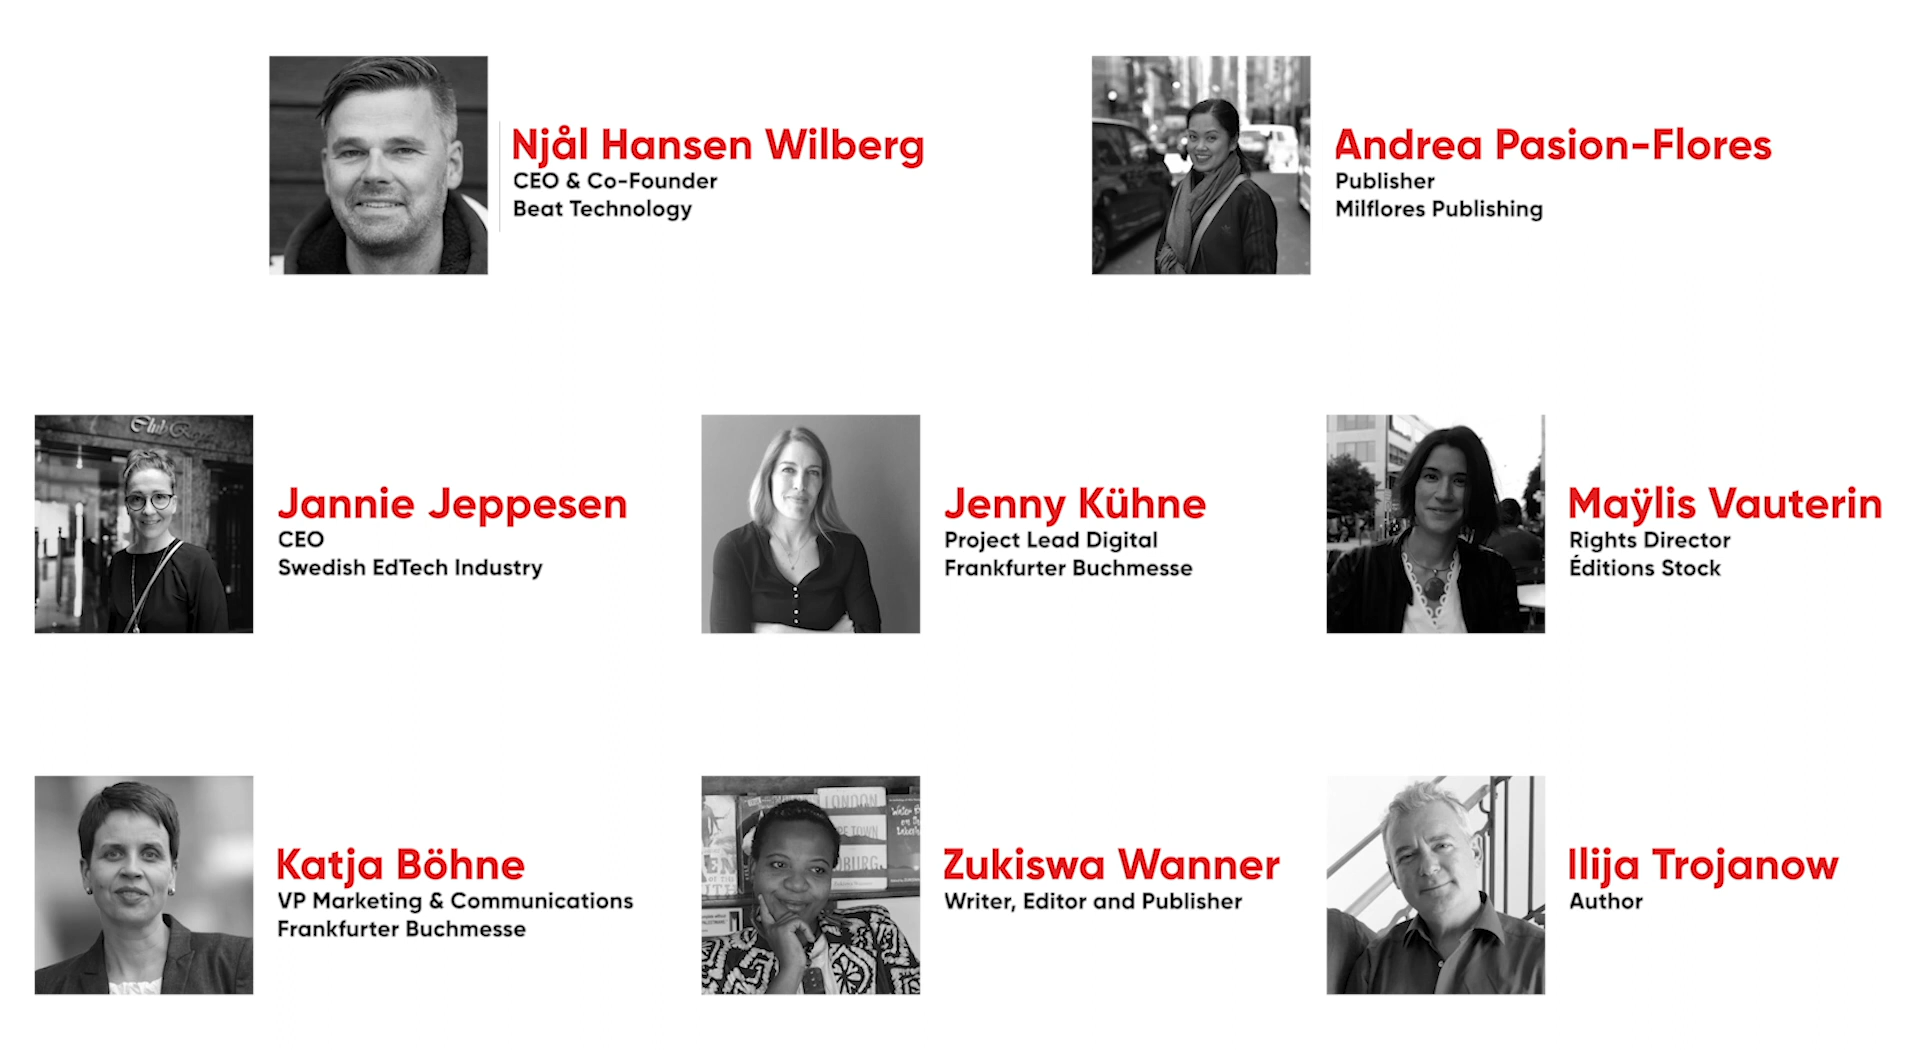 Njål Hansen Wilberg
CEO & Co-Founder
Beat Technology
Andrea Pasion-Flores
Publisher
Milflores Publishing
Club
Jannie Jeppesen
CEO
Swedish EdTech Industry
Jenny Kühne
Project Lead Digital
Frankfurter Buchmesse
Maÿlis Vauterin
Rights Director
Éditions Stock
Katja Böhne
VP Marketing & Communications
Frankfurter Buchmesse
LONDON
Zukiswa Wanner
Writer, Editor and Publisher
Ilija Trojanow
Author